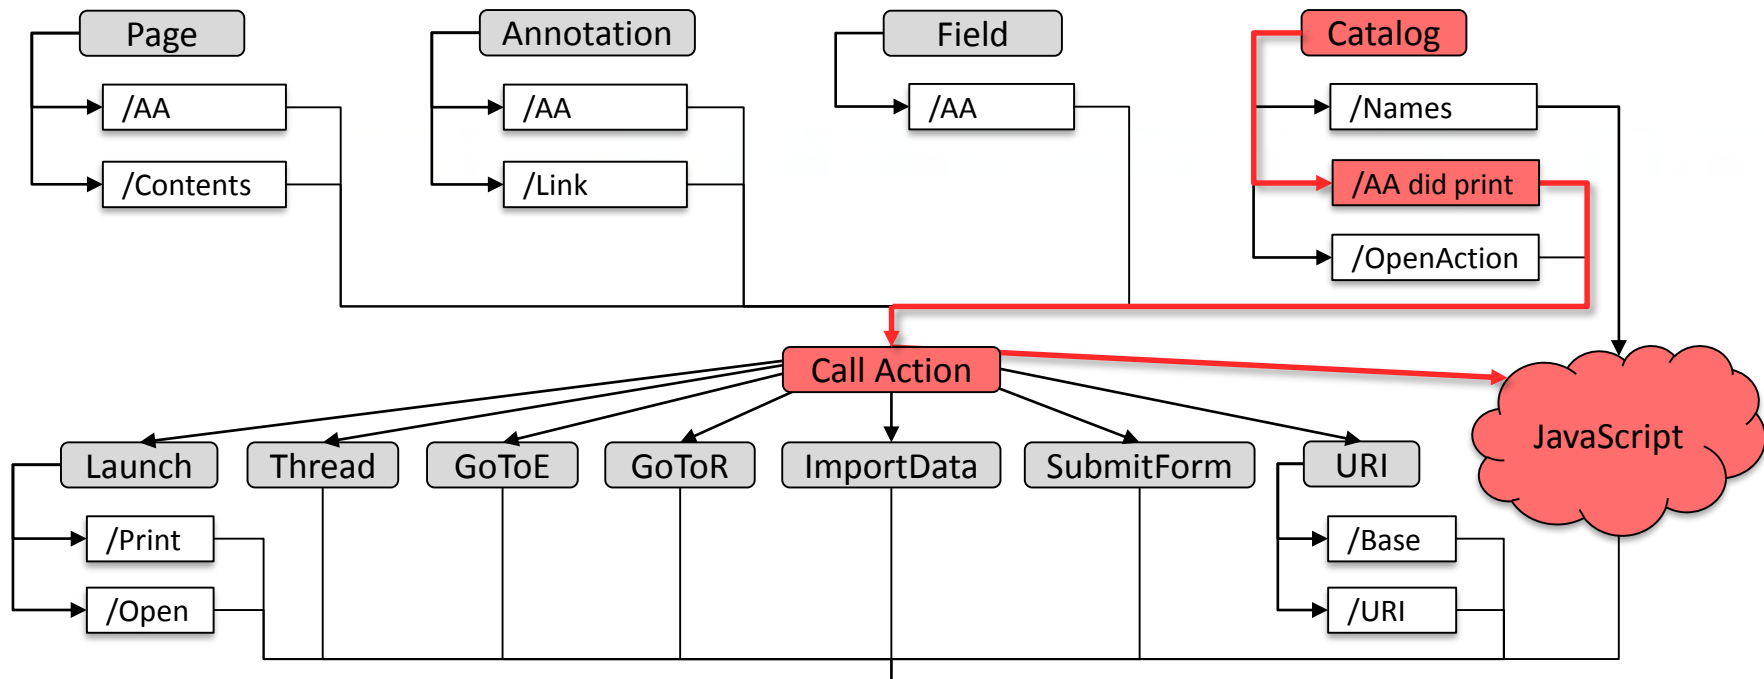 Page
Annotation
Field
Catalog
/AA
/AA
/AA
/Names
/Contents
/Link
/AA did print
/OpenAction
Call Action
JavaScript
Launch
Thread
GoToE
GoToR
ImportData
SubmitForm
URI
/Print
/Base
/Open
/URI